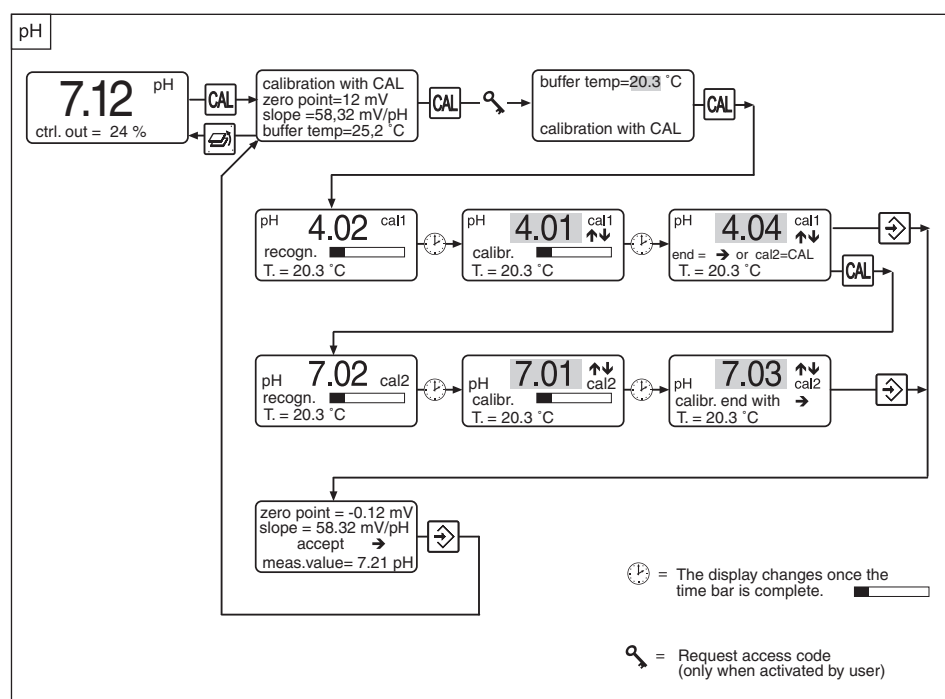 pH
7.12 pH
ctrl. out = 24 %
CAL
calibration with CAL
zero point=12 mV
slope =58,32 mV/pH
buffer temp=25,2 ˚C
CAL
buffer temp=20.3 ˚C
calibration with CAL
CAL
pH 4.02 cal1
recogn.
T. = 20.3 ˚C
pH 4.01 cal1
calibr.
T. = 20.3 ˚C
pH 4.04 cal1
end = ➔ or cal2=CAL
T. = 20.3 ˚C
CAL
pH 7.02 cal2
recogn.
T. = 20.3 ˚C
pH 7.01 cal2
calibr.
T. = 20.3 ˚C
pH 7.03 cal2
calibr. end with ➔
T. = 20.3 ˚C
zero point = -0.12 mV
slope = 58.32 mV/pH
accept ➔
meas.value= 7.21 pH
= The display changes once the
time bar is complete.
= Request access code
(only when activated by user)